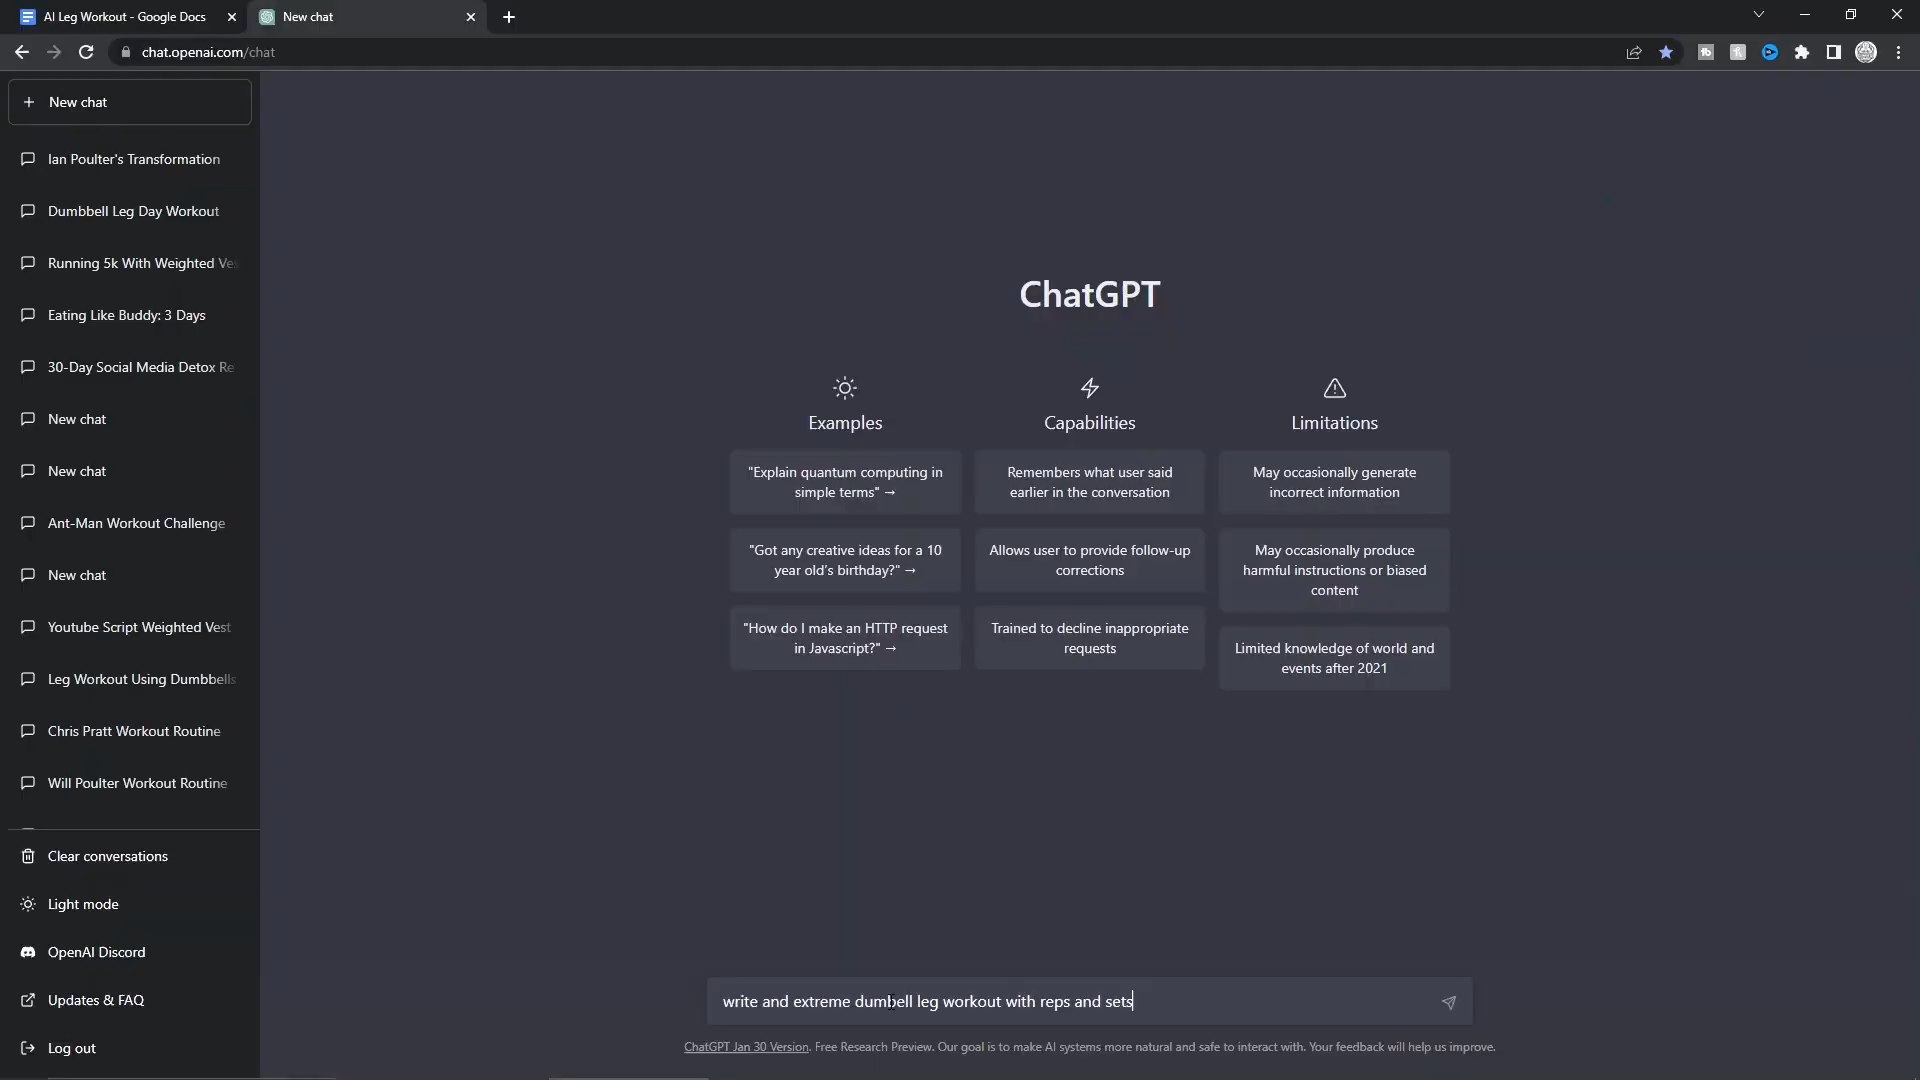 AI Leg Workout - Google Docs
New chat
chat.openai.com/chat
New chat
Ian Poulter's Transformation
Dumbbell Leg Day Workout
Running 5k With Weighted Ves
Eating Like Buddy: 3 Days
30-Day Social Media Detox Re
New chat
New chat
Ant-Man Workout Challenge
New chat
Youtube Script Weighted Vest
Leg Workout Using Dumbbells
Chris Pratt Workout Routine
Will Poulter Workout Routine
Clear conversations
Light mode
OpenAI Discord
Updates & FAQ
Log out
ChatGPT
Examples
"Explain quantum computing in
simple terms" →
"Got any creative ideas for a 10
year old's birthday?" →
"How do I make an HTTP request
in Javascript?" →
Capabilities
Remembers what user said
earlier in the conversation
Allows user to provide follow-up
corrections
Trained to decline inappropriate
requests
Limitations
May occasionally generate
incorrect information
May occasionally produce
harmful instructions or biased
content
Limited knowledge of world and
events after 2021
write and extreme dumbell leg workout with reps and sets
ChatGPT Jan 30 Version. Free Research Preview. Our goal is to make AI systems more natural and safe to interact with. Your feedback will help us improve.